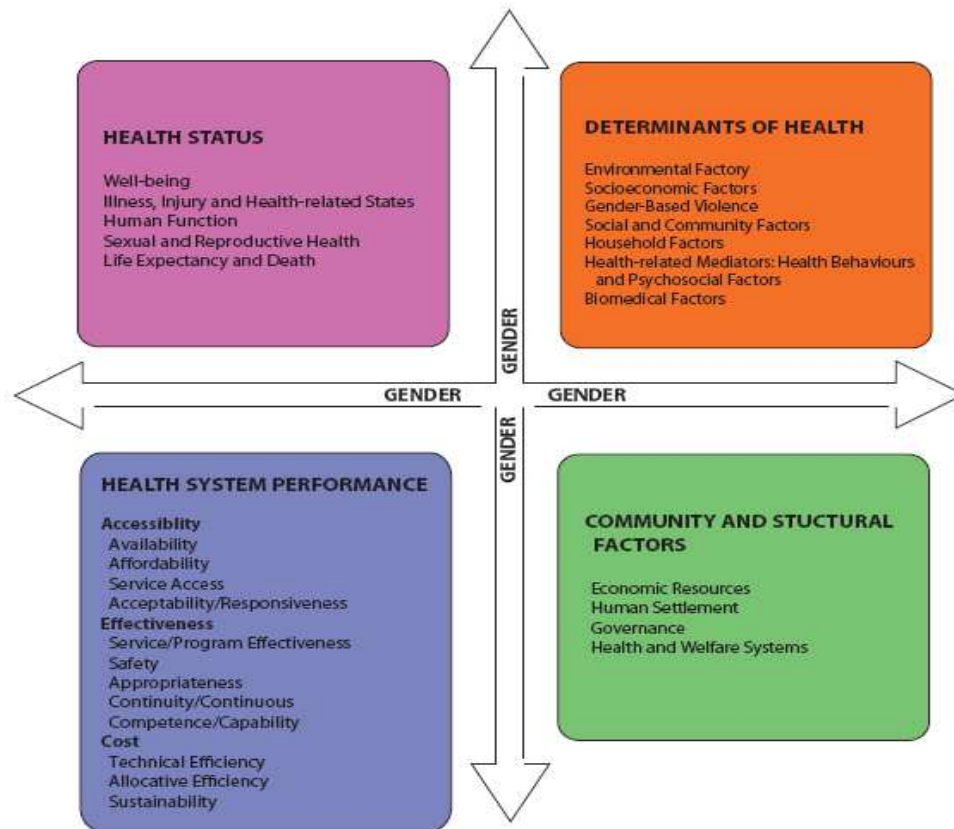 HEALTH STATUS
Well-being
Illness, Injury and Health-related States
Human Function
Sexual and Reproductive Health
Life Expectancy and Death
DETERMINANTS OF HEALTH
Environmental Factory
Socioeconomic Factors
Gender-Based Violence
Social and Community Factors
Household Factors
Health-related Mediators: Health Behaviours
and Psychosocial Factors
Biomedical Factors
GENDER
GENDER
GENDER
GENDER
HEALTH SYSTEM PERFORMANCE
Accessiblity
Availability
Affordability
Service Access
Acceptability/Responsiveness
Effectiveness
Service/Program Effectiveness
Safety
Appropriateness
Continuity/Continuous
Competence/Capability
Cost
Technical Efficiency
Allocative Efficiency
Sustainability
COMMUNITY AND STUCTURAL
FACTORS
Economic Resources
Human Settlement
Governance
Health and Welfare Systems